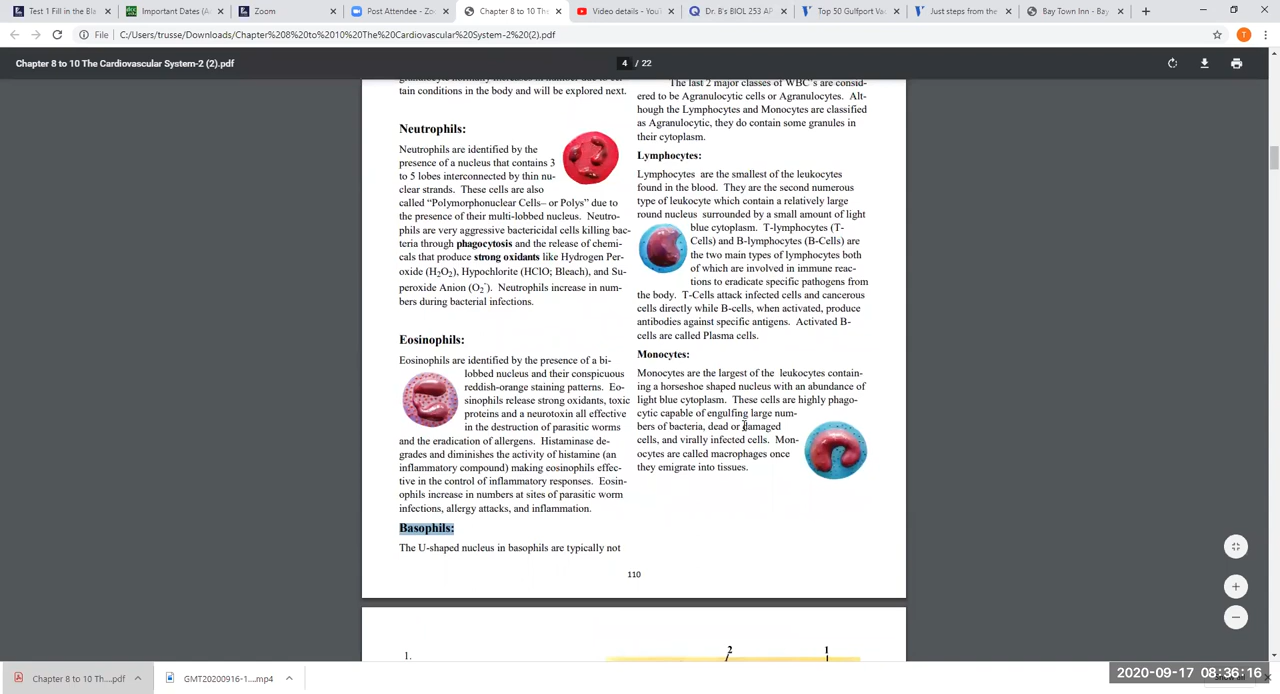 Test 1 Fill in the Bla
Important Dates (Ac
Zoom
Post Attendee - Zo
Chapter 8 to 10 The
Video details - YouT
Dr. B's BIOL 253 AP
Top 50 Gulfport Vac
Just steps from the
Bay Town Inn - Bay
File | C:/Users/trusse/Downloads/Chapter%208%20to%2010%20The%20Cardiovascular%20System-2%20(2).pdf
T
Chapter 8 to 10 The Cardiovascular System-2 (2).pdf
4 / 22
tain conditions in the body and will be explored next.
Neutrophils:
Neutrophils are identified by the
presence of a nucleus that contains 3
to 5 lobes interconnected by thin nu-
clear strands. These cells are also
called “Polymorphonuclear Cells– or Polys” due to
the presence of their multi-lobbed nucleus. Neutro-
phils are very aggressive bactericidal cells killing bac-
teria through phagocytosis and the release of chemi-
cals that produce strong oxidants like Hydrogen Per-
oxide (H2O2), Hypochlorite (HClO; Bleach), and Su-
peroxide Anion (O2-). Neutrophils increase in num-
bers during bacterial infections.
Eosinophils:
Eosinophils are identified by the presence of a bi-
lobbed nucleus and their conspicuous
reddish-orange staining patterns. Eo-
sinophils release strong oxidants, toxic
proteins and a neurotoxin all effective
in the destruction of parasitic worms
and the eradication of allergens. Histaminase de-
grades and diminishes the activity of histamine (an
inflammatory compound) making eosinophils effec-
tive in the control of inflammatory responses. Eosin-
ophils increase in numbers at sites of parasitic worm
infections, allergy attacks, and inflammation.
Basophils:
The U-shaped nucleus in basophils are typically not
The last 2 major classes of WBC's are consid-
ered to be Agranulocytic cells or Agranulocytes. Alt-
hough the Lymphocytes and Monocytes are classified
as Agranulocytic, they do contain some granules in
their cytoplasm.
Lymphocytes:
Lymphocytes are the smallest of the leukocytes
found in the blood. They are the second numerous
type of leukocyte which contain a relatively large
round nucleus surrounded by a small amount of light
blue cytoplasm. T-lymphocytes (T-
Cells) and B-lymphocytes (B-Cells) are
the two main types of lymphocytes both
of which are involved in immune reac-
tions to eradicate specific pathogens from
the body. T-Cells attack infected cells and cancerous
cells directly while B-cells, when activated, produce
antibodies against specific antigens. Activated B-
cells are called Plasma cells.
Monocytes:
Monocytes are the largest of the leukocytes contain-
ing a horseshoe shaped nucleus with an abundance of
light blue cytoplasm. These cells are highly phago-
cytic capable of engulfing large num-
bers of bacteria, dead or damaged
cells, and virally infected cells. Mon-
ocytes are called macrophages once
they emigrate into tissues.
110
1.
2
1
Chapter 8 to 10 Th....pdf
GMT20200916-1....mp4
2020-09-17 08:36:16